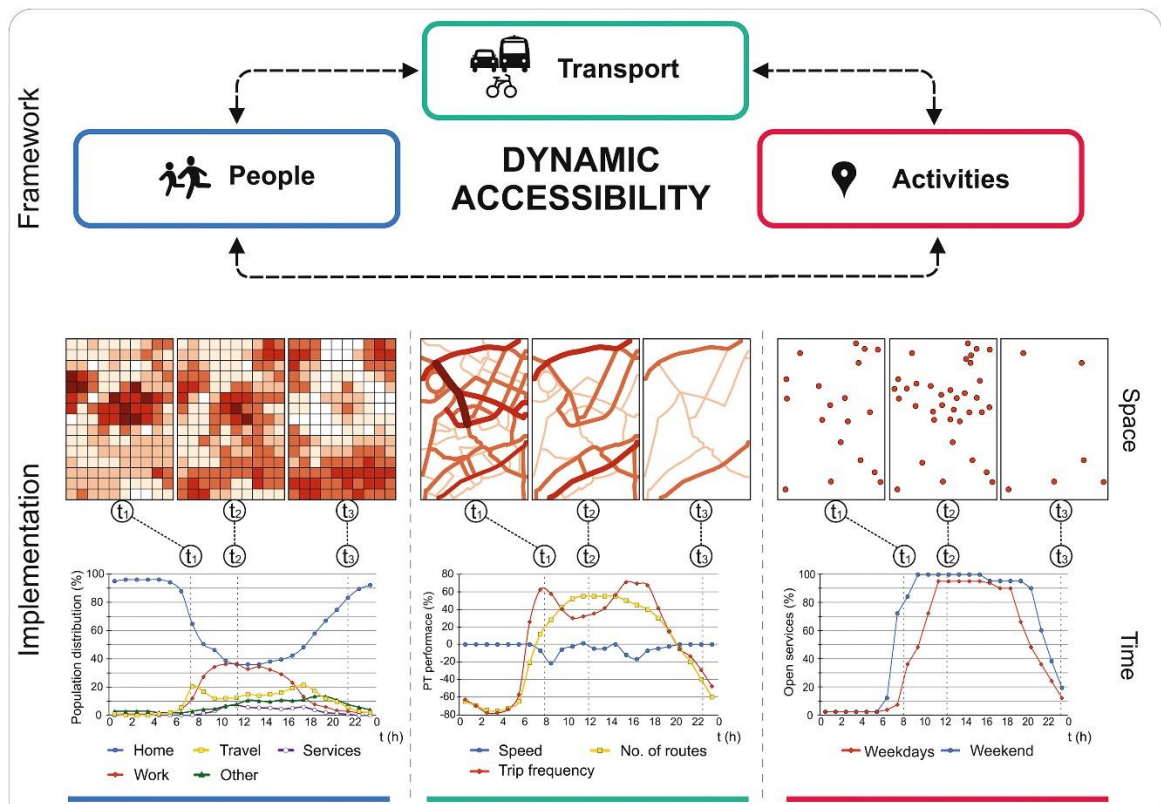 Framework
Transport
People
DYNAMIC
ACCESSIBILITY
Activities
Implementation
Space
Time
t1 t2 t3
t1 t2 t3
t1 t2 t3
t1 t2 t3
t1 t2 t3
t1 t2 t3
Population distribution (%)
100
80
60
40
20
0
0 2 4 6 8 10 12 14 16 18 20 22 0
t (h)
Home Travel Services
Work Other
PT performace (%)
80
60
40
20
0
-20
-40
-60
-80
0 2 4 6 8 10 12 14 16 18 20 22 0
t (h)
Speed No. of routes
Trip frequency
Open services (%)
100
80
60
40
20
0
0 2 4 6 8 10 12 14 16 18 20 22 0
t (h)
Weekdays Weekend